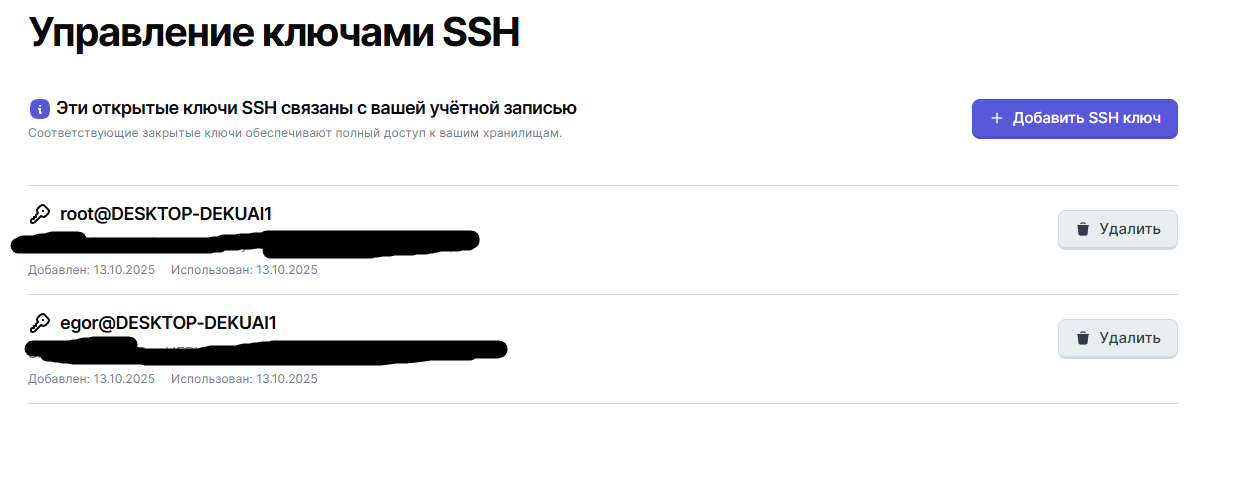 Управление ключами SSH
Эти открытые ключи SSH связаны с вашей учётной записью
Соответствующие закрытые ключи обеспечивают полный доступ к вашим хранилищам.
+ Добавить SSH ключ
root@DESKTOP-DEKUAI1
Удалить
Добавлен: 13.10.2025 Использован: 13.10.2025
egor@DESKTOP-DEKUAI1
Удалить
Добавлен: 13.10.2025 Использован: 13.10.2025